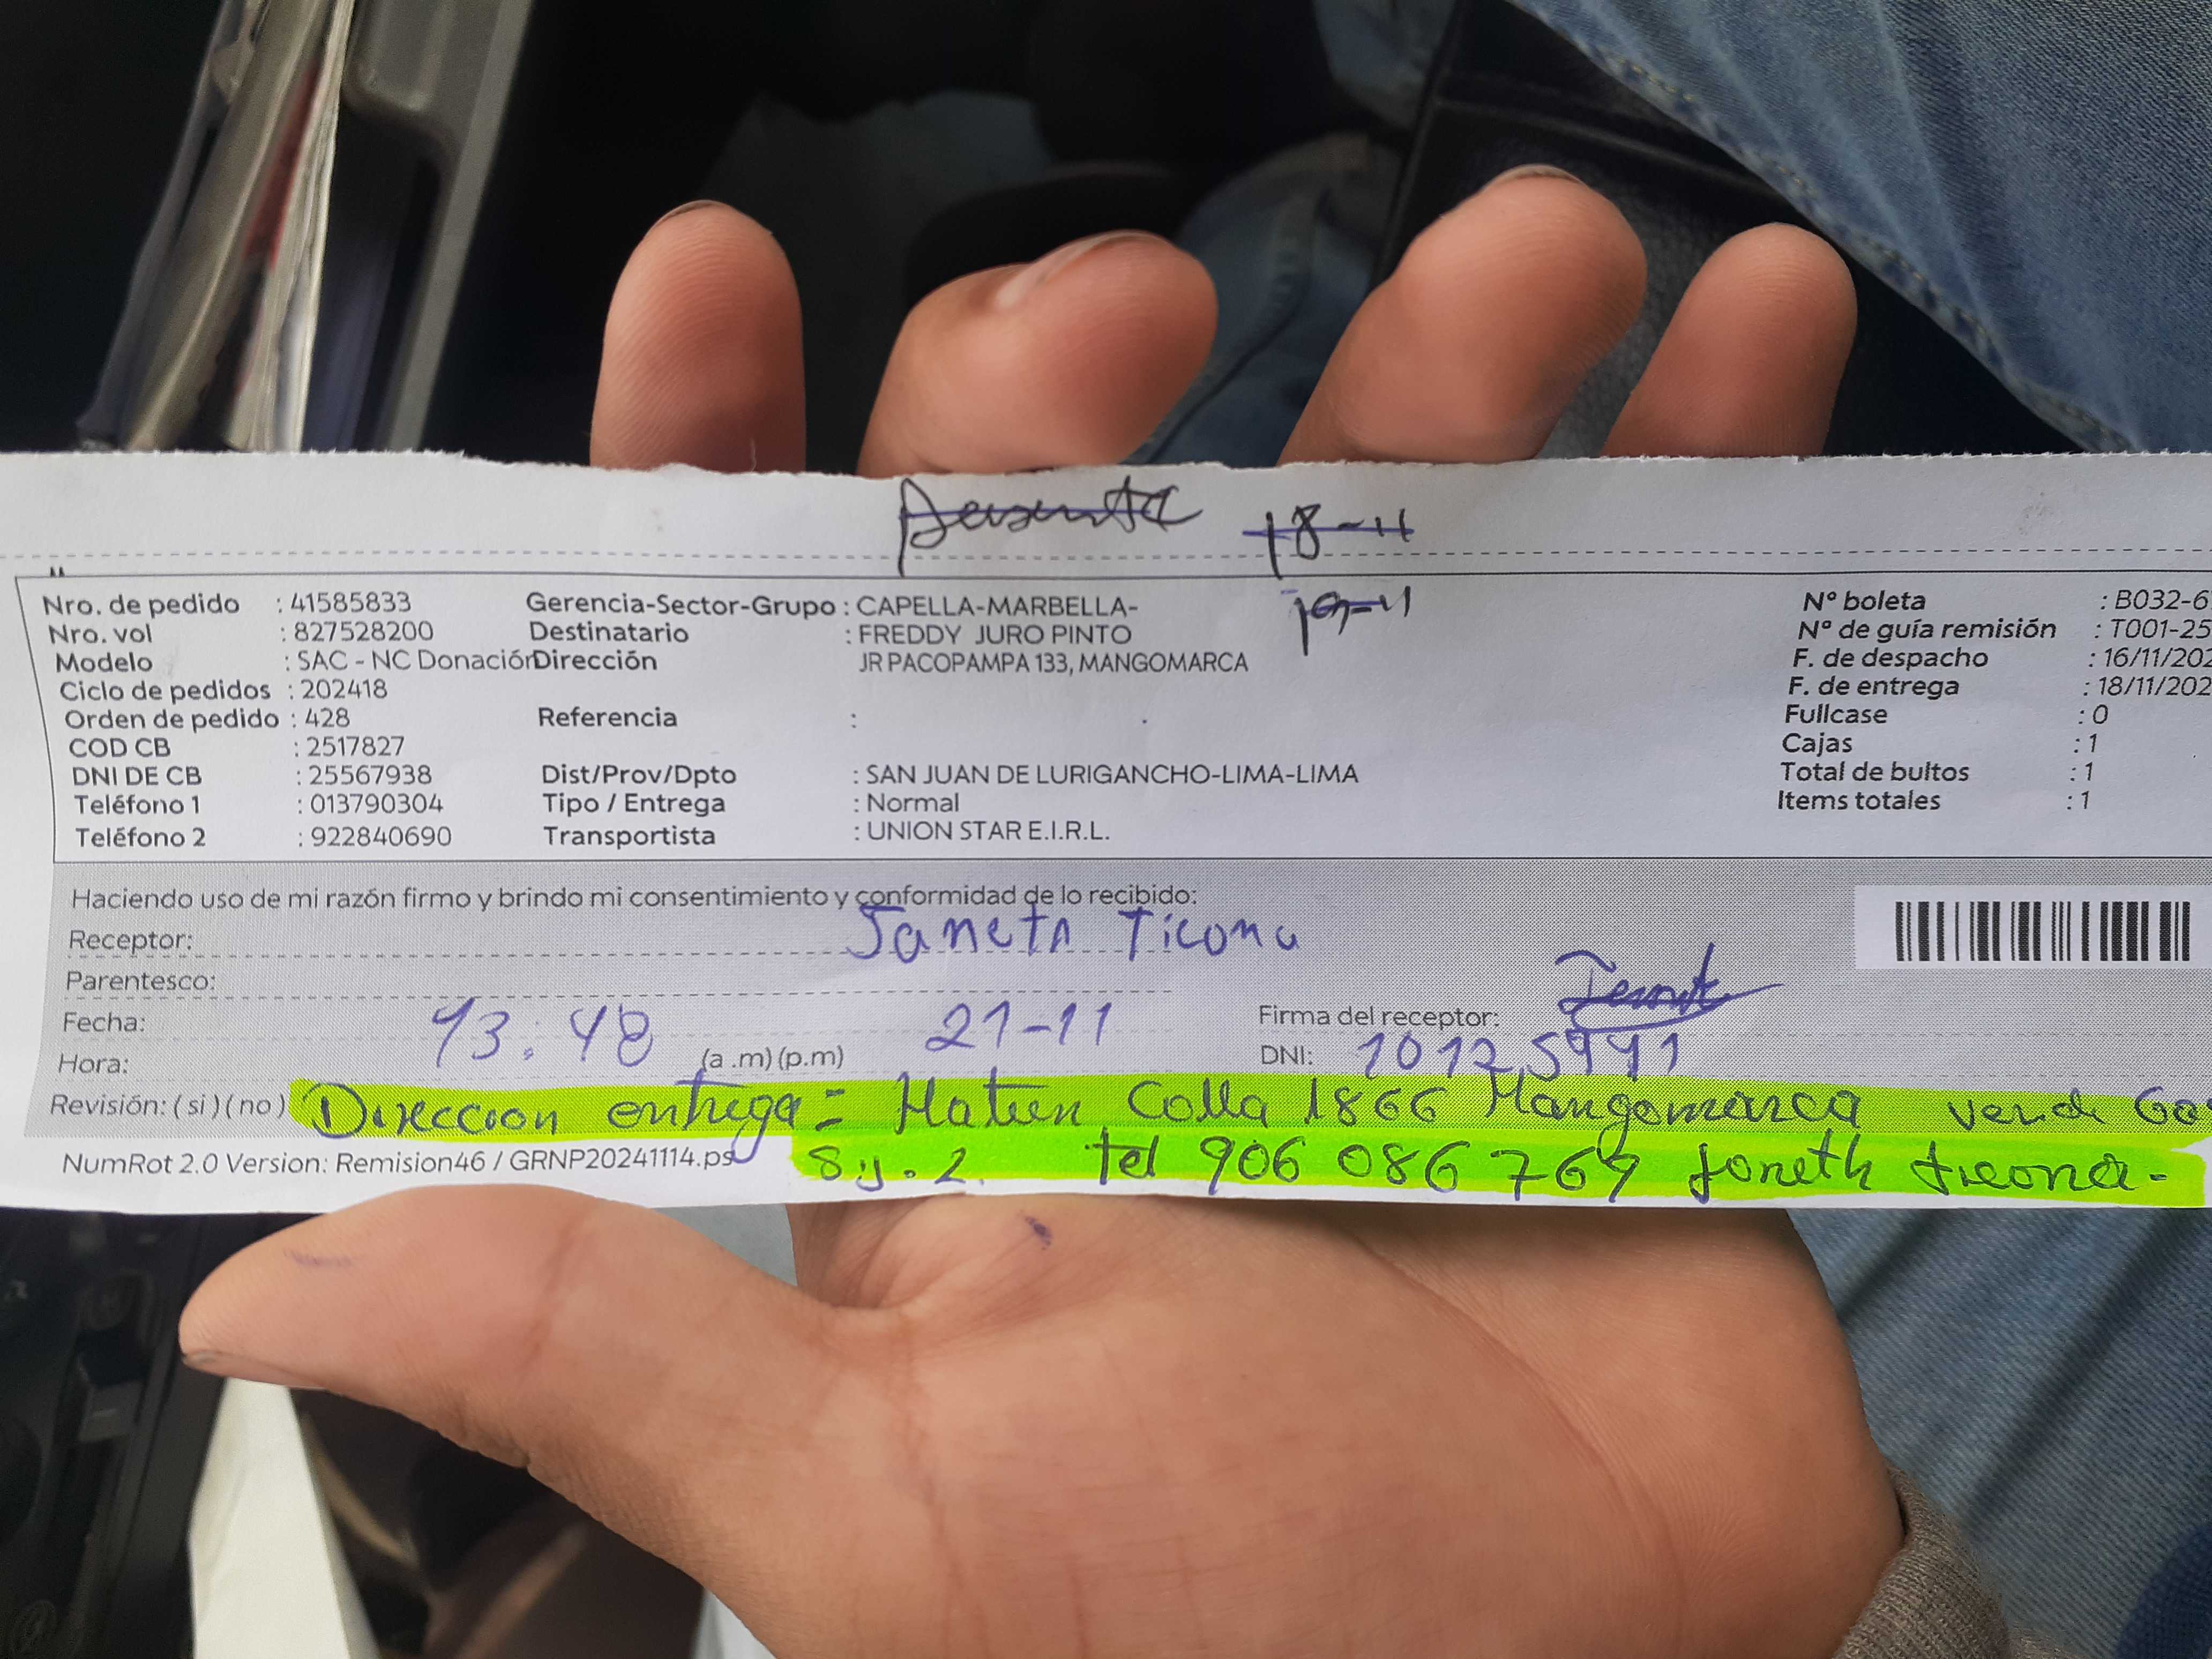 18-11
19-11
Nro. de pedido : 41585833 Gerencia-Sector-Grupo : CAPELLA-MARBELLA- Nº boleta : B032-6
Nro. vol : 827528200 Destinatario : FREDDY JURO PINTO Nº de guía remisión : T001-25
Modelo : SAC - NC Donación Dirección JR PACOPAMPA 133, MANGOMARCA F. de despacho : 16/11/202
Ciclo de pedidos : 202418 F. de entrega : 18/11/202
Orden de pedido : 428 Referencia : Fullcase : 0
COD CB : 2517827 Cajas : 1
DNI DE CB : 25567938 Dist/Prov/Dpto : SAN JUAN DE LURIGANCHO-LIMA-LIMA Total de bultos : 1
Teléfono 1 : 013790304 Tipo / Entrega : Normal Items totales : 1
Teléfono 2 : 922840690 Transportista : UNION STAR E.I.R.L.
Haciendo uso de mi razón firmo y brindo mi consentimiento y conformidad de lo recibido:
Receptor: Janeth Ticona
Parentesco:
Fecha: 13:48 21-11 Firma del receptor:
Hora: (a .m) (p.m) DNI:
Revisión: ( si ) ( no ) Direccion entrega = Colla 1866 Mangomarca
NumRot 2.0 Version: Remision46 / GRNP20241114.ps tel 906 086 769 Joneth ticona-